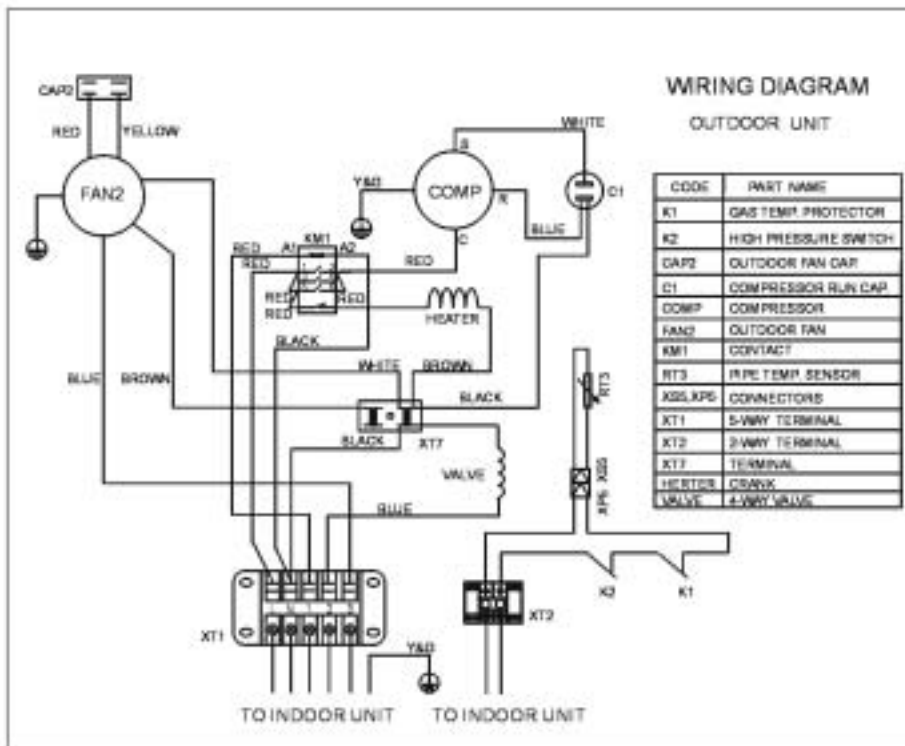 WIRING DIAGRAM
OUTDOOR UNIT
CAP2
RED
YELLOW
FAN2
WHITE
S
Y&G
COMP
C1
R
BLUE
C
KM1
RED
A1
A2
RED
RED
RED
RED
RED
HEATER
BLACK
WHITE
BROWN
BLUE
BROWN
BLACK
BLACK
XT7
VALVE
BLUE
RT3
XP5 XS5
K2
K1
XT1
XT2
Y&G
TO INDOOR UNIT
TO INDOOR UNIT
CODE PART NAME
K1 GAS TEMP. PROTECTOR
K2 HIGH PRESSURE SWITCH
CAP2 OUTDOOR FAN CAP.
C1 COMPRESSOR RUN CAP.
COMP COMPRESSOR
FAN2 OUTDOOR FAN
KM1 CONTACT
RT3 PIPE TEMP. SENSOR
XS5,XP5 CONNECTORS
XT1 5-WAY TERMINAL
XT2 2-WAY TERMINAL
XT7 TERMINAL
HERTER CRANK
VALVE 4-WAY VALVE